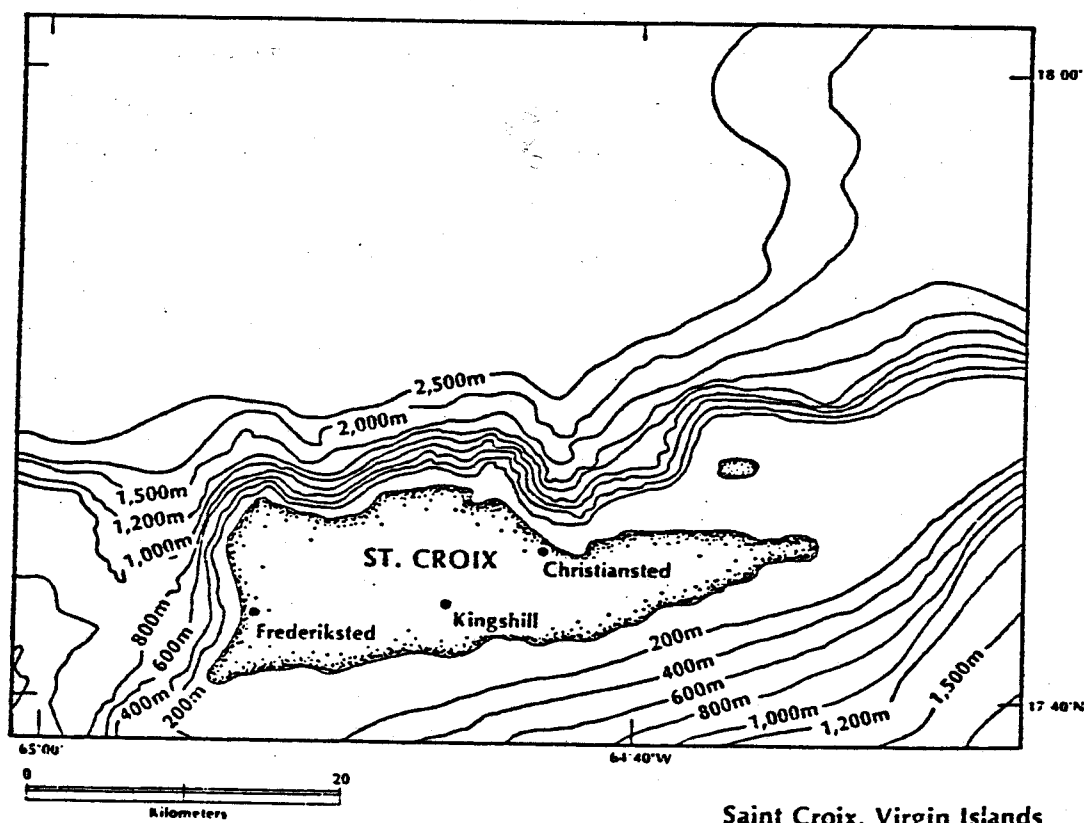 18 00'
2,500m
2,000m
1,500m
1,200m
1,000m
800m
600m
400m
200m
ST. CROIX
Christiansted
Kingshill
Frederiksted
200m
400m
600m
800m
1,000m
1,200m
1,500m
17 40'N
65°00'
64°40'W
0 20
Kilometers
Saint Croix, Virgin Islands